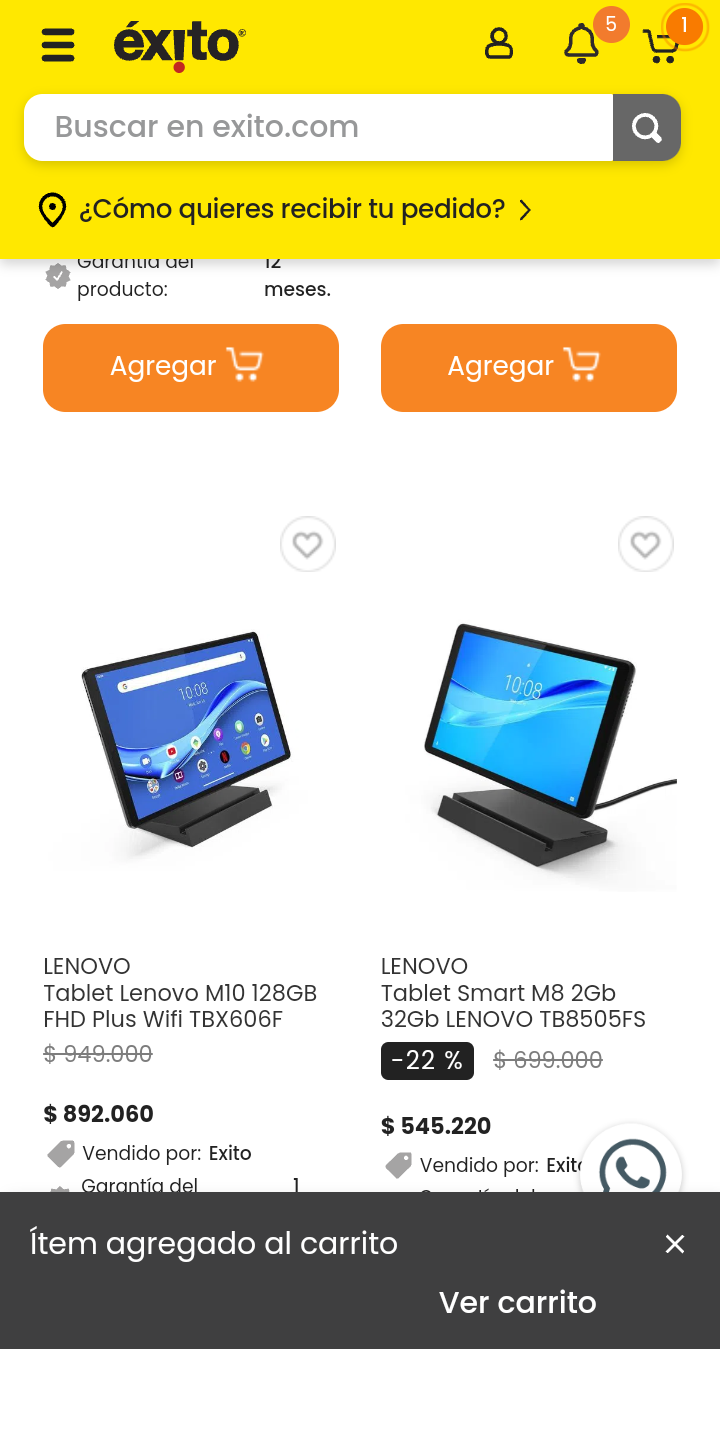 éxito®
5
1
Buscar en exito.com
¿Cómo quieres recibir tu pedido?
Garantía del
producto:
12
meses.
Agregar
Agregar
10:08
10:08
LENOVO
Tablet Lenovo M10 128GB
FHD Plus Wifi TBX606F
$ 949.000
$ 892.060
Vendido por: Exito
Garantía del 1
LENOVO
Tablet Smart M8 2Gb
32Gb LENOVO TB8505FS
-22 % $ 699.000
$ 545.220
Vendido por: Exito
Ítem agregado al carrito
Ver carrito